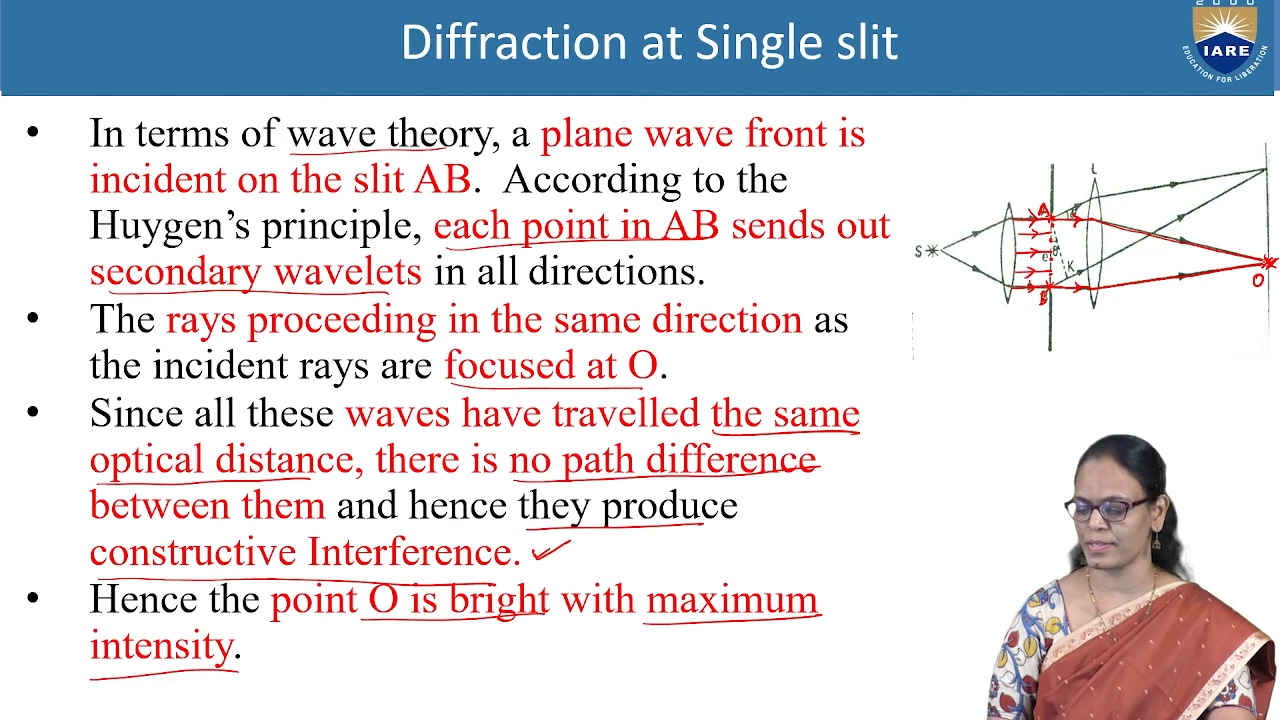 2000
Diffraction at Single slit
IARE
EDUCATION FOR LIBERATION
• In terms of wave theory, a plane wave front is
incident on the slit AB. According to the
Huygen’s principle, each point in AB sends out
secondary wavelets in all directions.
• The rays proceeding in the same direction as
the incident rays are focused at O.
• Since all these waves have travelled the same
optical distance, there is no path difference
between them and hence they produce
constructive Interference.
• Hence the point O is bright with maximum
intensity.
L
A
S
θ
e
K
B
O